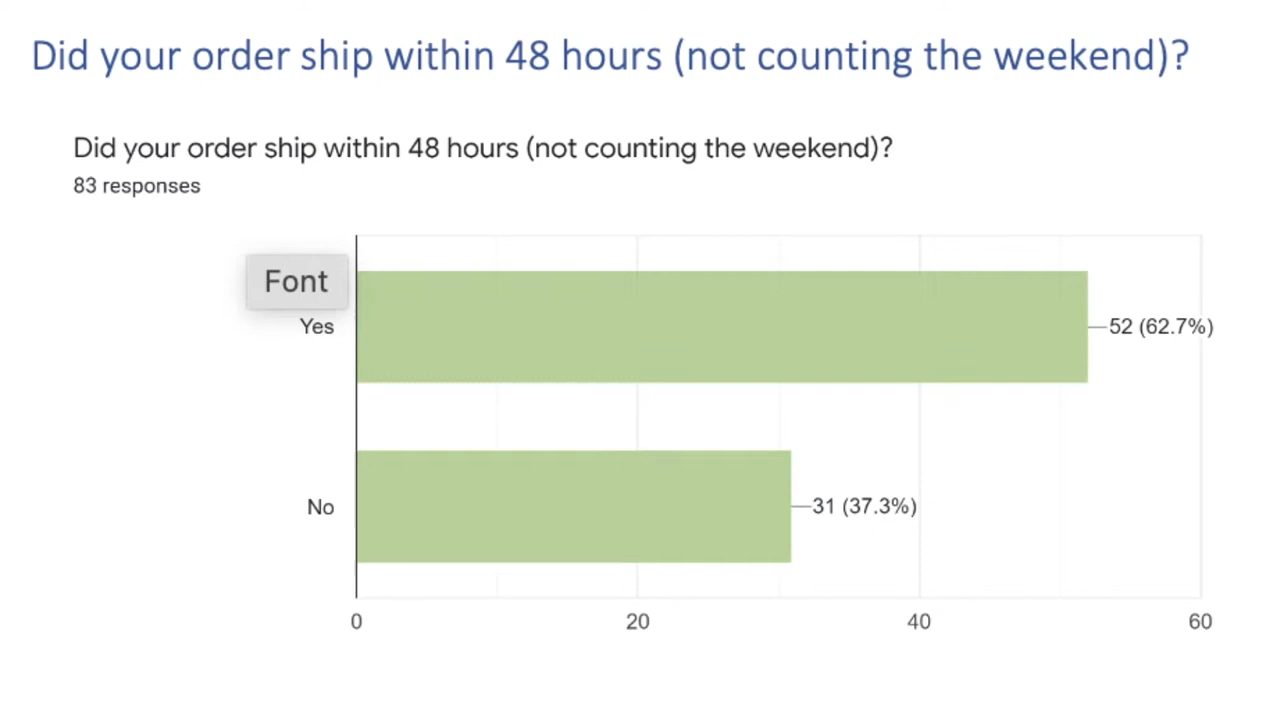 Did your order ship within 48 hours (not counting the weekend)?
Did your order ship within 48 hours (not counting the weekend)?
83 responses
Font
Yes
52 (62.7%)
No
31 (37.3%)
0 20 40 60